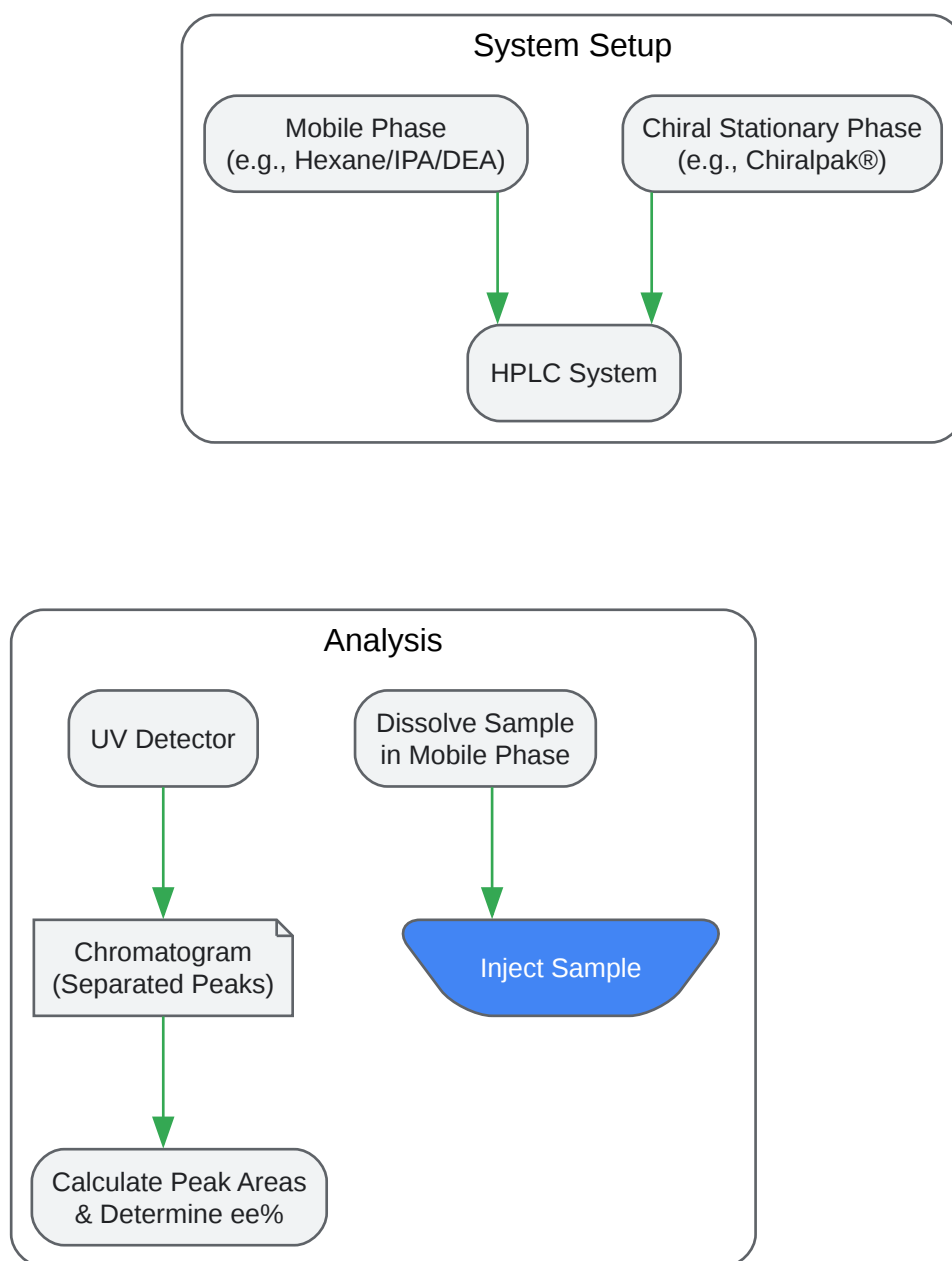 System Setup
Mobile Phase
(e.g., Hexane/IPA/DEA)
Chiral Stationary Phase
(e.g., Chiralpak®)
HPLC System
Analysis
UV Detector
Dissolve Sample
in Mobile Phase
Chromatogram
(Separated Peaks)
Inject Sample
Calculate Peak Areas
& Determine ee%